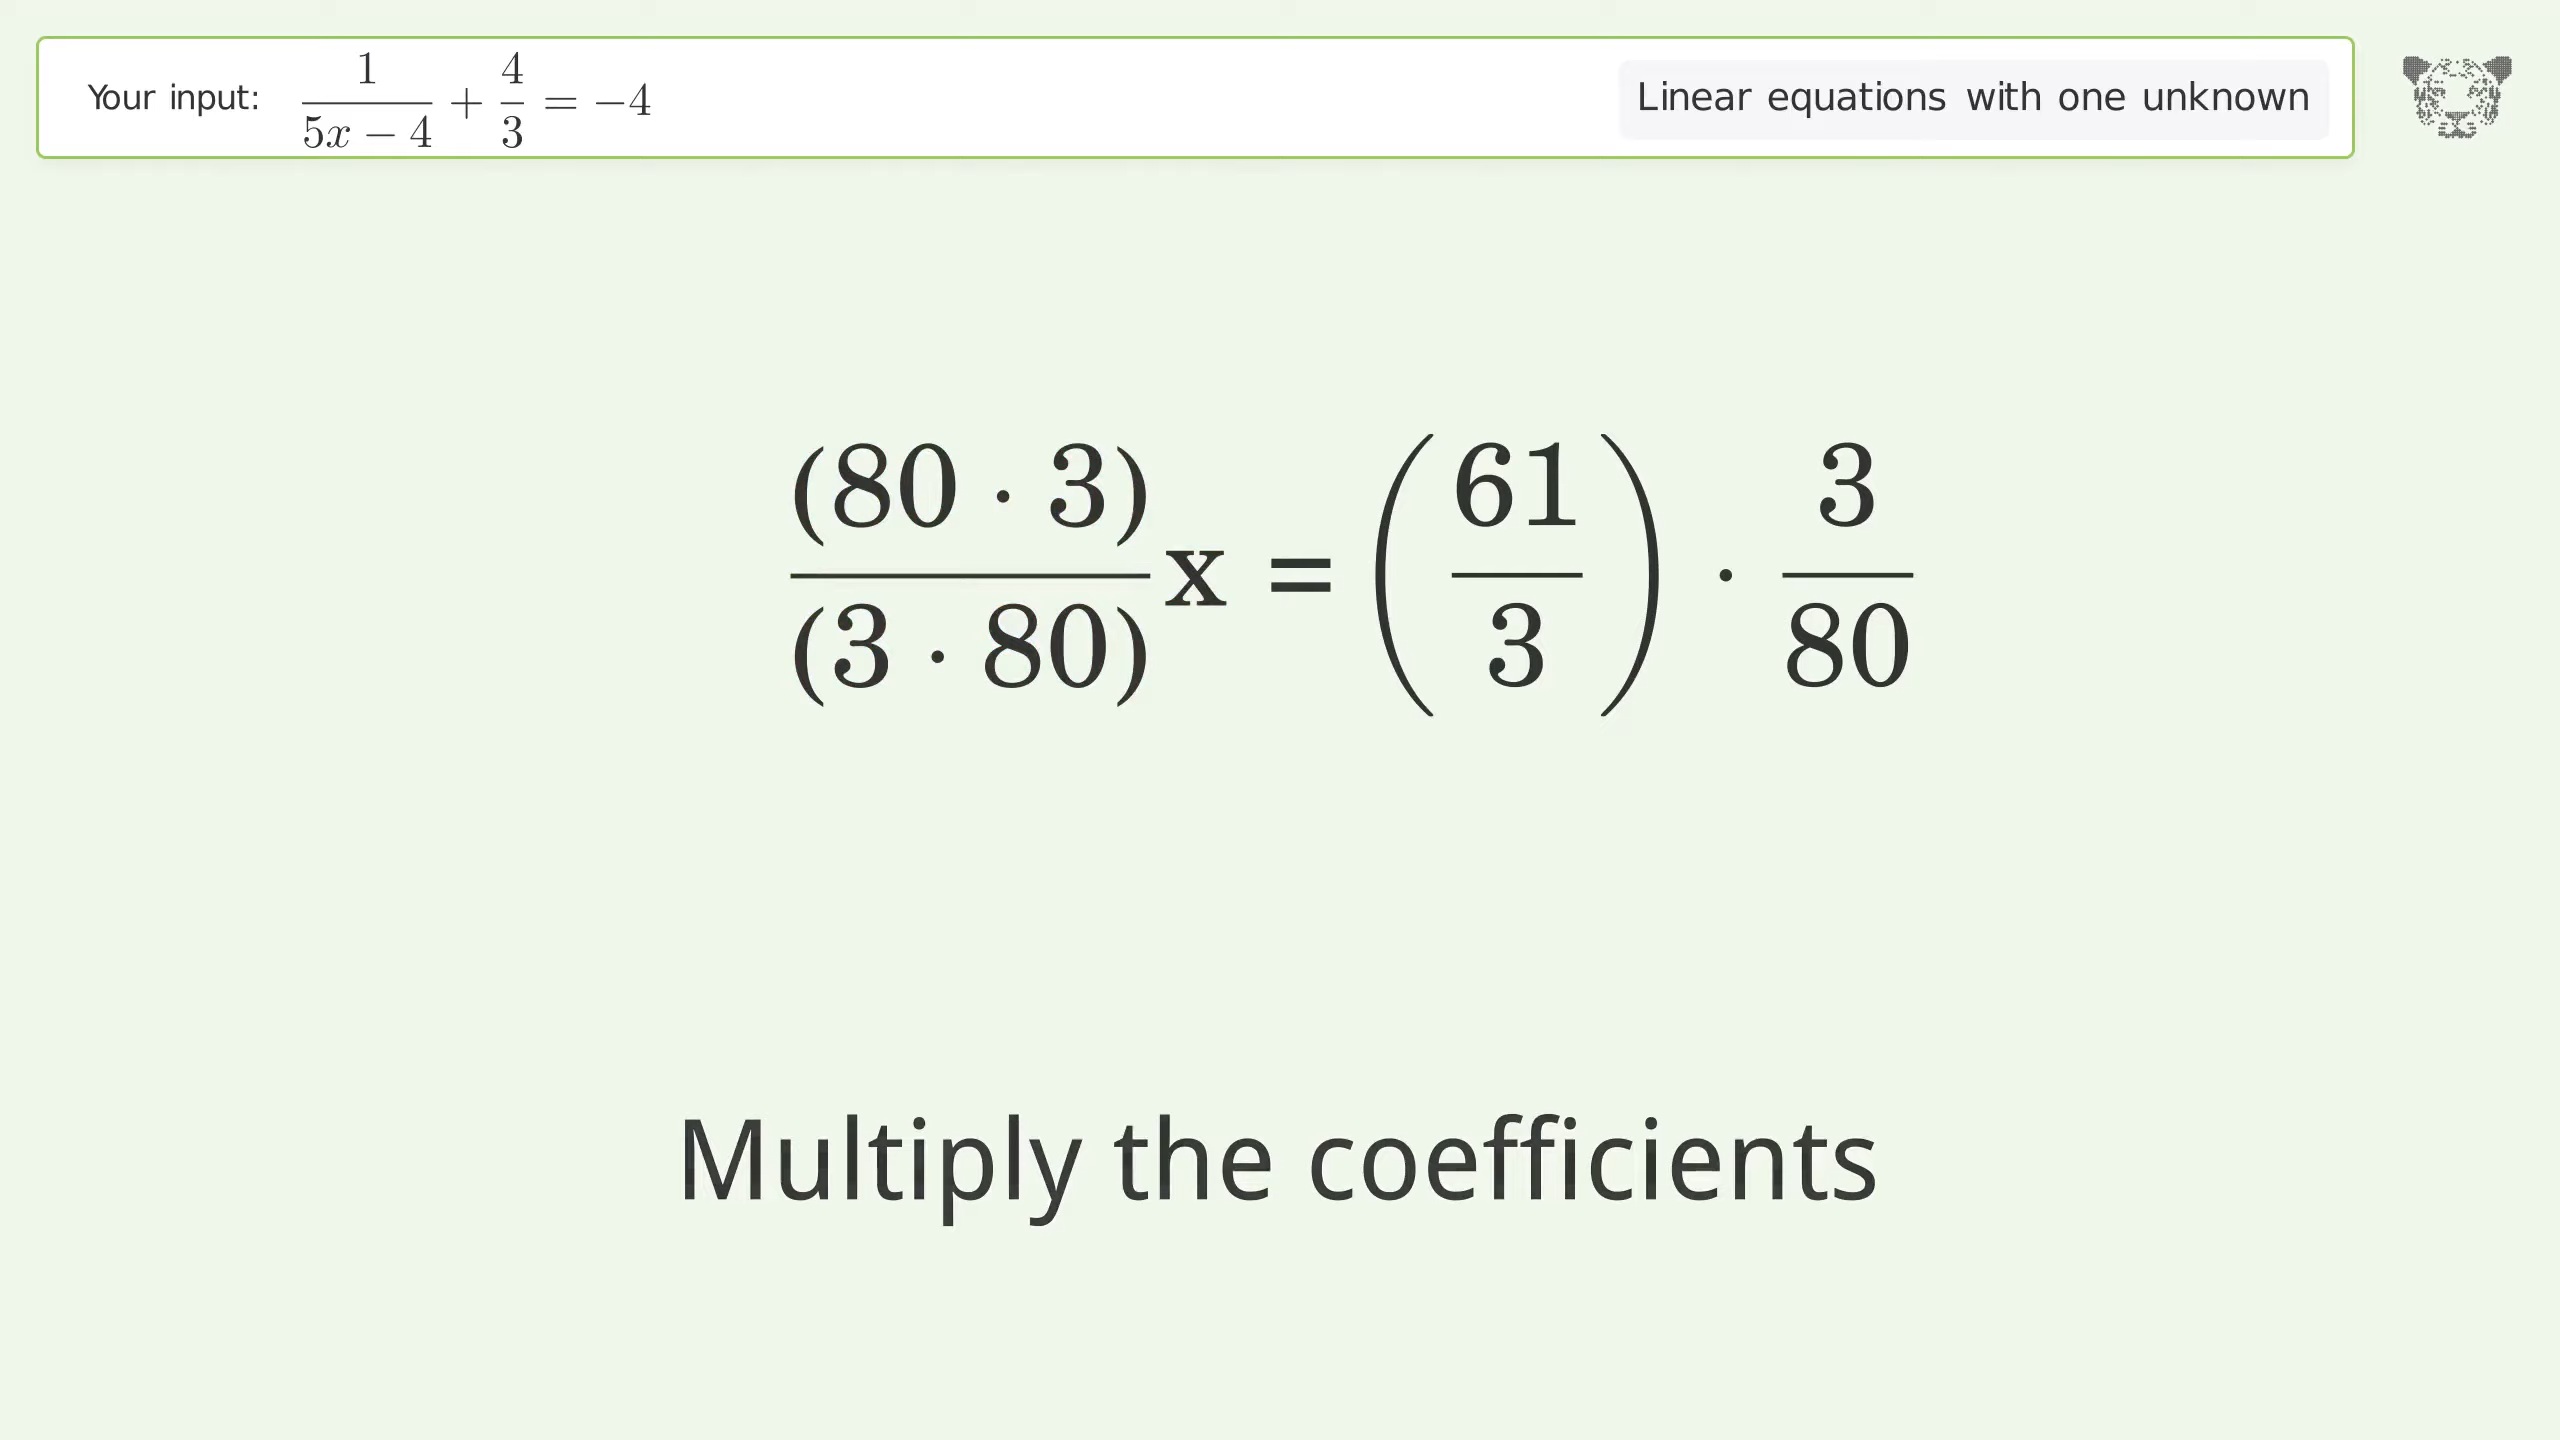 Your input: 1/(5x − 4) + 4/3 = −4
Linear equations with one unknown
(80 · 3)/(3 · 80) x = (61/3) · 3/80
Multiply the coefficients